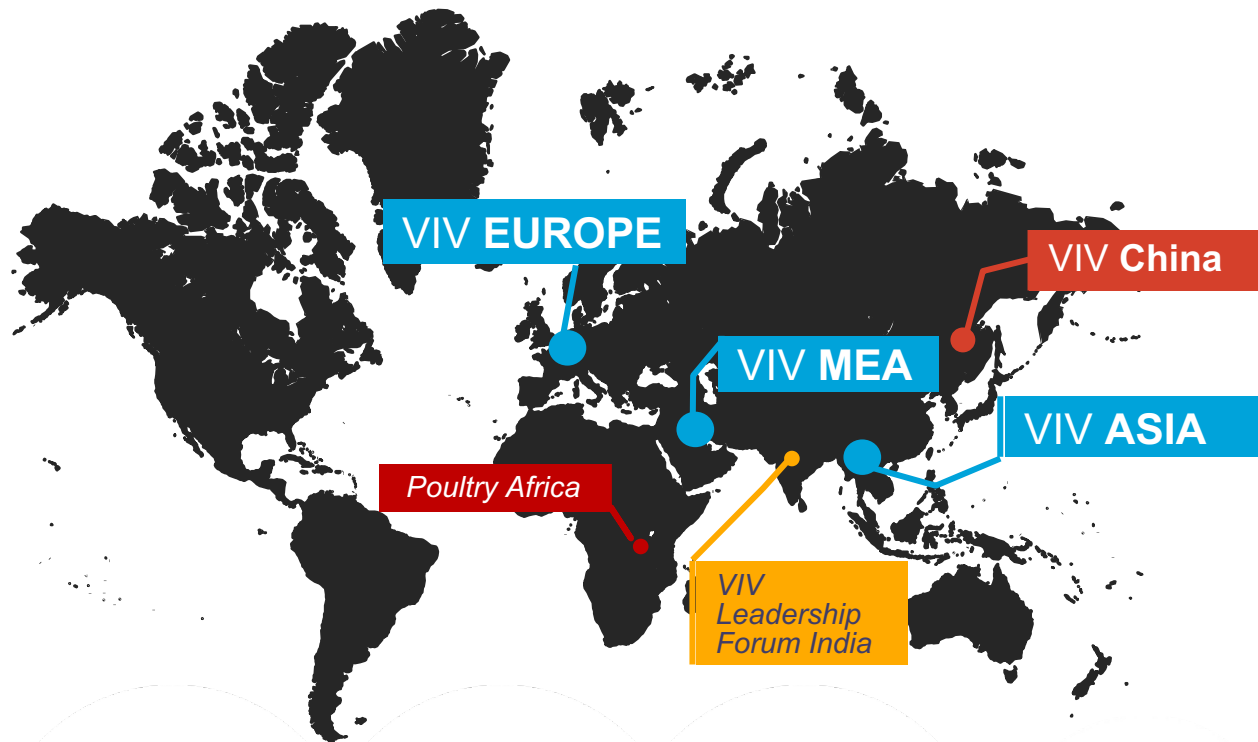 VIV EUROPE
VIV China
VIV MEA
VIV ASIA
Poultry Africa
VIV
Leadership
Forum India